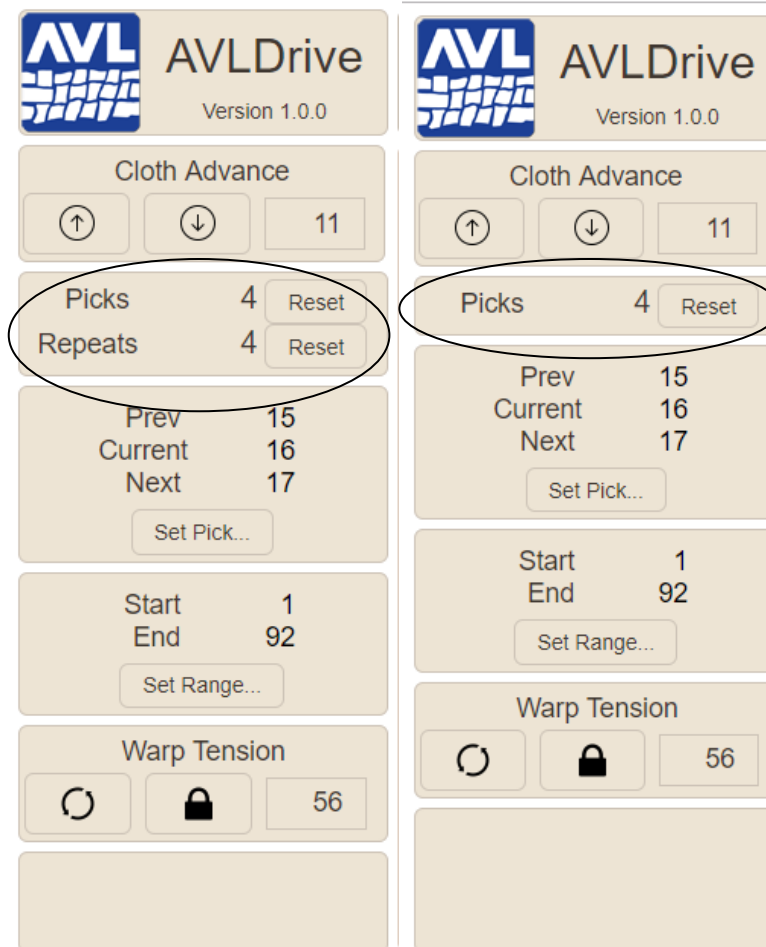 AVL
AVLDrive
Version 1.0.0
Cloth Advance
11
Picks 4 Reset
Repeats 4 Reset
Prev 15
Current 16
Next 17
Set Pick...
Start 1
End 92
Set Range...
Warp Tension
56
AVL
AVLDrive
Version 1.0.0
Cloth Advance
11
Picks 4 Reset
Prev 15
Current 16
Next 17
Set Pick...
Start 1
End 92
Set Range...
Warp Tension
56